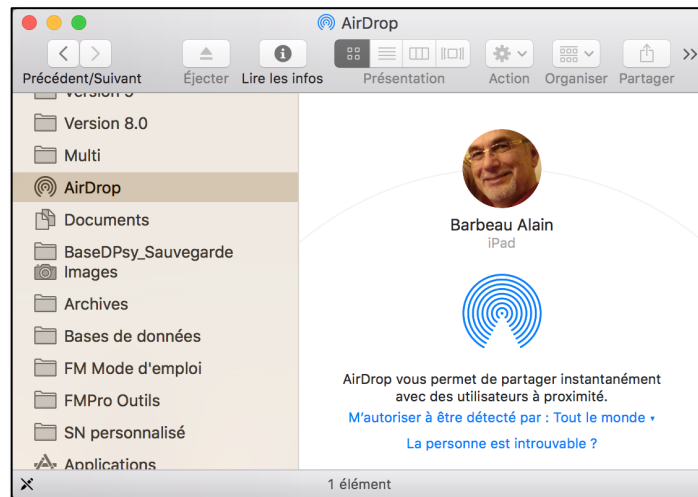 AirDrop
Précédent/Suivant
Éjecter
Lire les infos
Présentation
Action
Organiser
Partager
Version 9
Version 8.0
Multi
AirDrop
Documents
BaseDPsy_Sauvegarde
Images
Archives
Bases de données
FM Mode d'emploi
FMPro Outils
SN personnalisé
Applications
Barbeau Alain
iPad
AirDrop vous permet de partager instantanément
avec des utilisateurs à proximité.
M'autoriser à être détecté par : Tout le monde
La personne est introuvable ?
1 élément